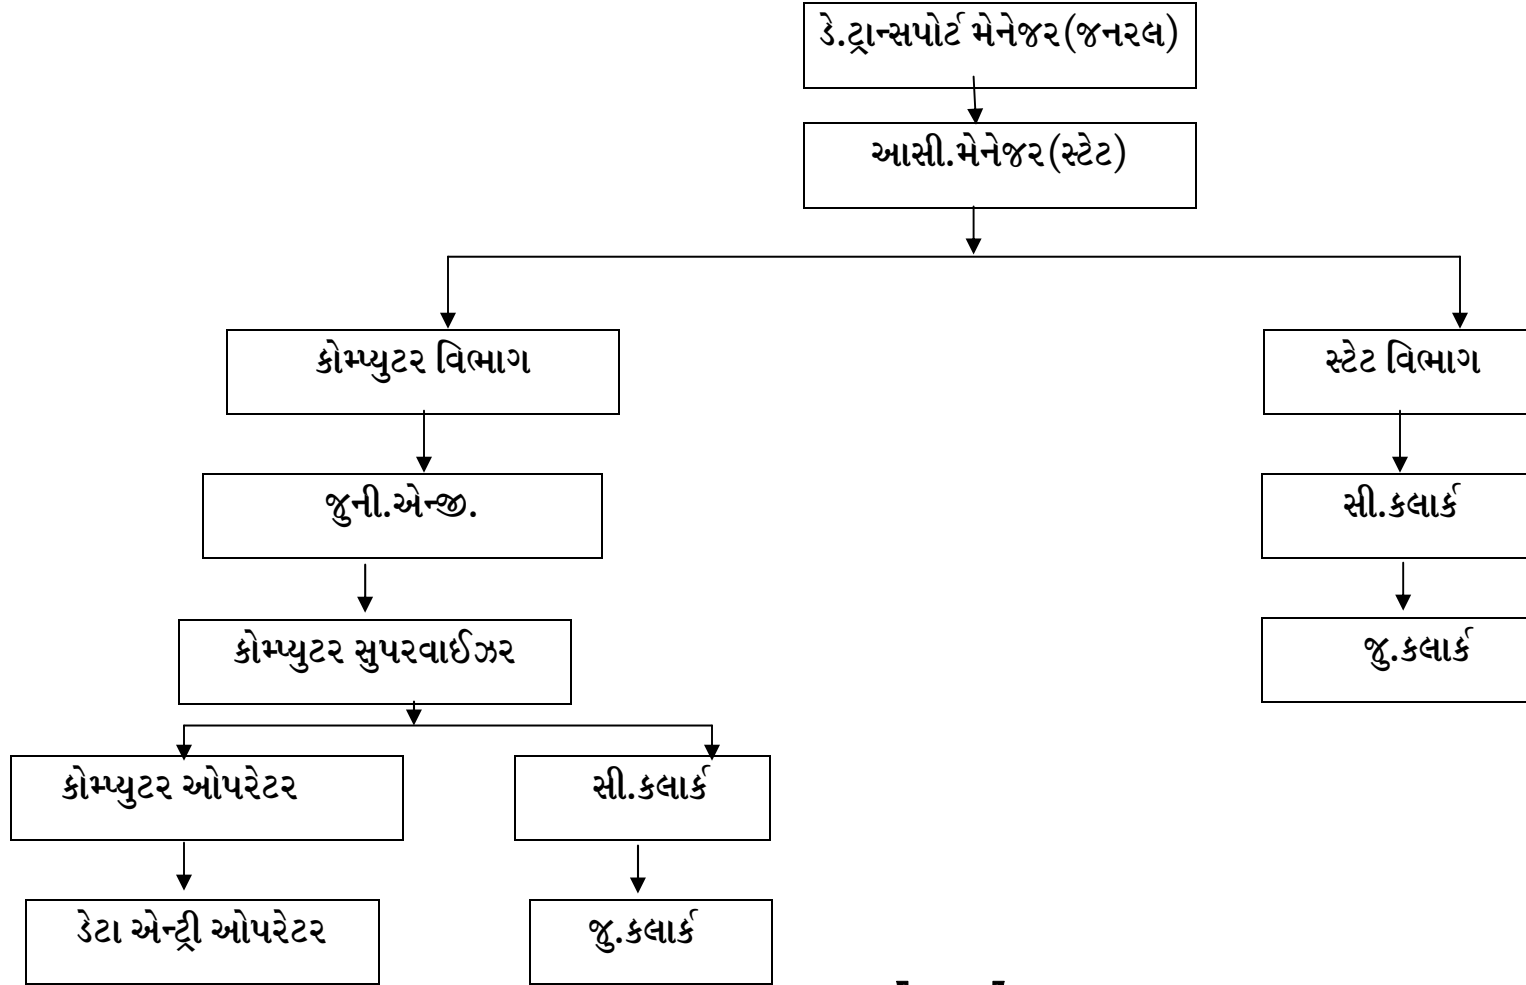 ડે.ટ્રાન્સપોર્ટ મેનેજર(જનરલ)
આસી.મેનેજર(સ્ટેટ)
કોમ્પ્યુટર વિભાગ
સ્ટેટ વિભાગ
જુની.એન્જી.
સી.કલાર્ક
કોમ્પ્યુટર સુપરવાઈઝર
જુ.કલાર્ક
કોમ્પ્યુટર ઓપરેટર
સી.કલાર્ક
ડેટા એન્ટ્રી ઓપરેટર
જુ.કલાર્ક